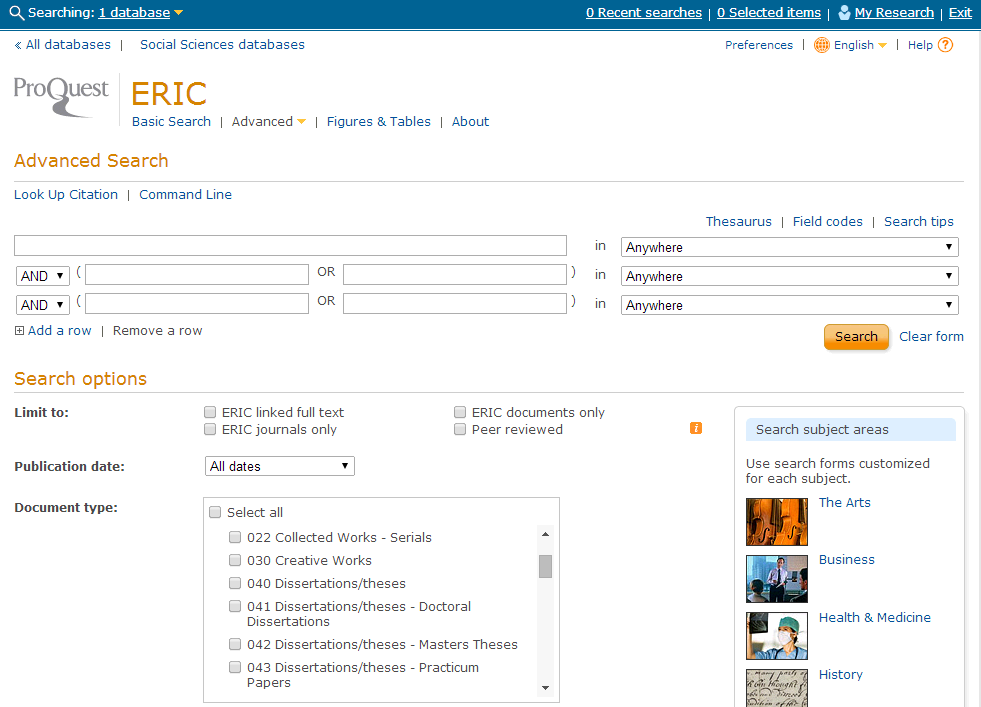 Searching: 1 database 0 Recent searches | 0 Selected items | My Research | Exit
« All databases | Social Sciences databases Preferences | English | Help ?
ProQuest
ERIC
Basic Search | Advanced | Figures & Tables | About
Advanced Search
Look Up Citation | Command Line
Thesaurus | Field codes | Search tips
in Anywhere
AND ( OR ) in Anywhere
AND ( OR ) in Anywhere
Add a row | Remove a row
Search Clear form
Search options
Limit to:
ERIC linked full text ERIC documents only
ERIC journals only Peer reviewed i
Publication date: All dates
Document type:
Select all
022 Collected Works - Serials
030 Creative Works
040 Dissertations/theses
041 Dissertations/theses - Doctoral
Dissertations
042 Dissertations/theses - Masters Theses
043 Dissertations/theses - Practicum
Papers
Search subject areas
Use search forms customized
for each subject.
The Arts
Business
Health & Medicine
History